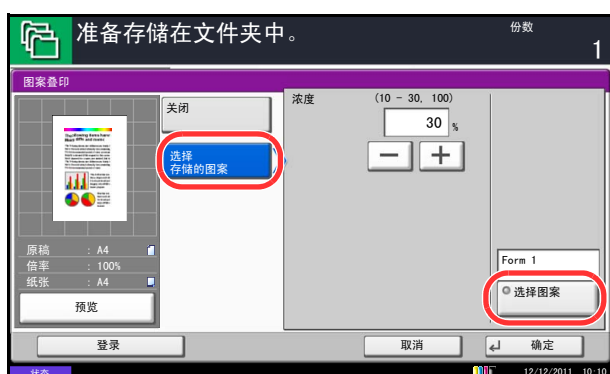 准备存储在文件夹中。
份数
1
图案叠印
关闭
选择
存储的图案
浓度
(10 - 30, 100)
30 %
Form 1
选择图案
原稿 : A4
倍率 : 100%
纸张 : A4
预览
登录
取消
确定
状态
12/12/2011 10:10